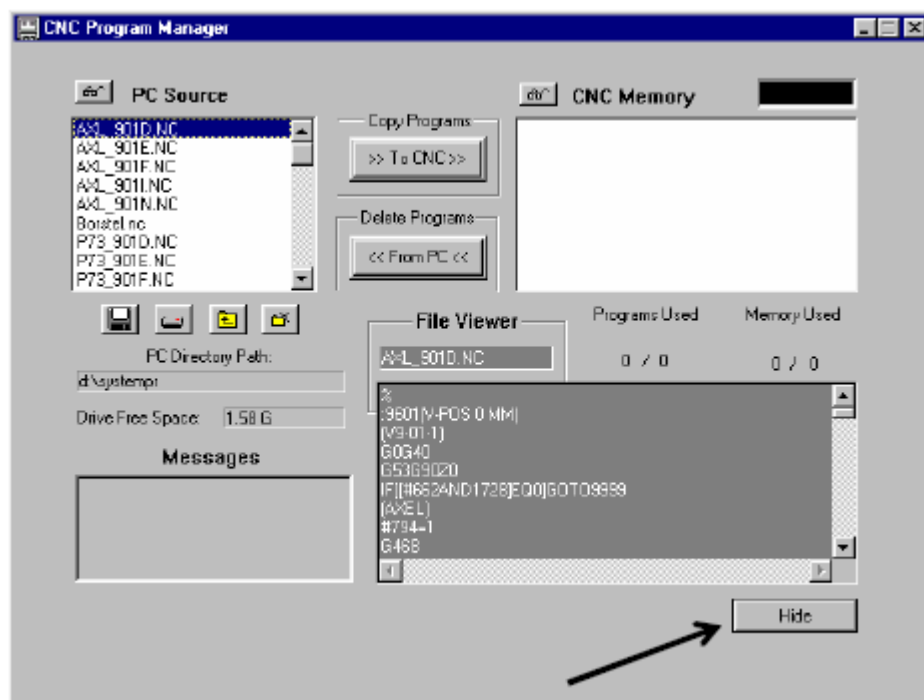 CNC Program Manager
PC Source
CNC Memory
AXL_901D.NC
AXL_901E.NC
AXL_901F.NC
AXL_901I.NC
AXL_901N.NC
Borstel.nc
P73_901D.NC
P73_901E.NC
P73_901F.NC
Copy Programs
>> To CNC >>
Delete Programs
<< From PC <<
PC Directory Path:
d:\systempr
Drive Free Space: 1.58 G
Messages
File Viewer
AXL_901D.NC
Programs Used
Memory Used
0 / 0
0 / 0
%
:9601(V-POS 0 MM)
(V9-01-1)
G0G40
G53G90Z0
IF[[#652AND1728]EQ0]GOTO9999
(AXEL)
#794=1
G468
Hide